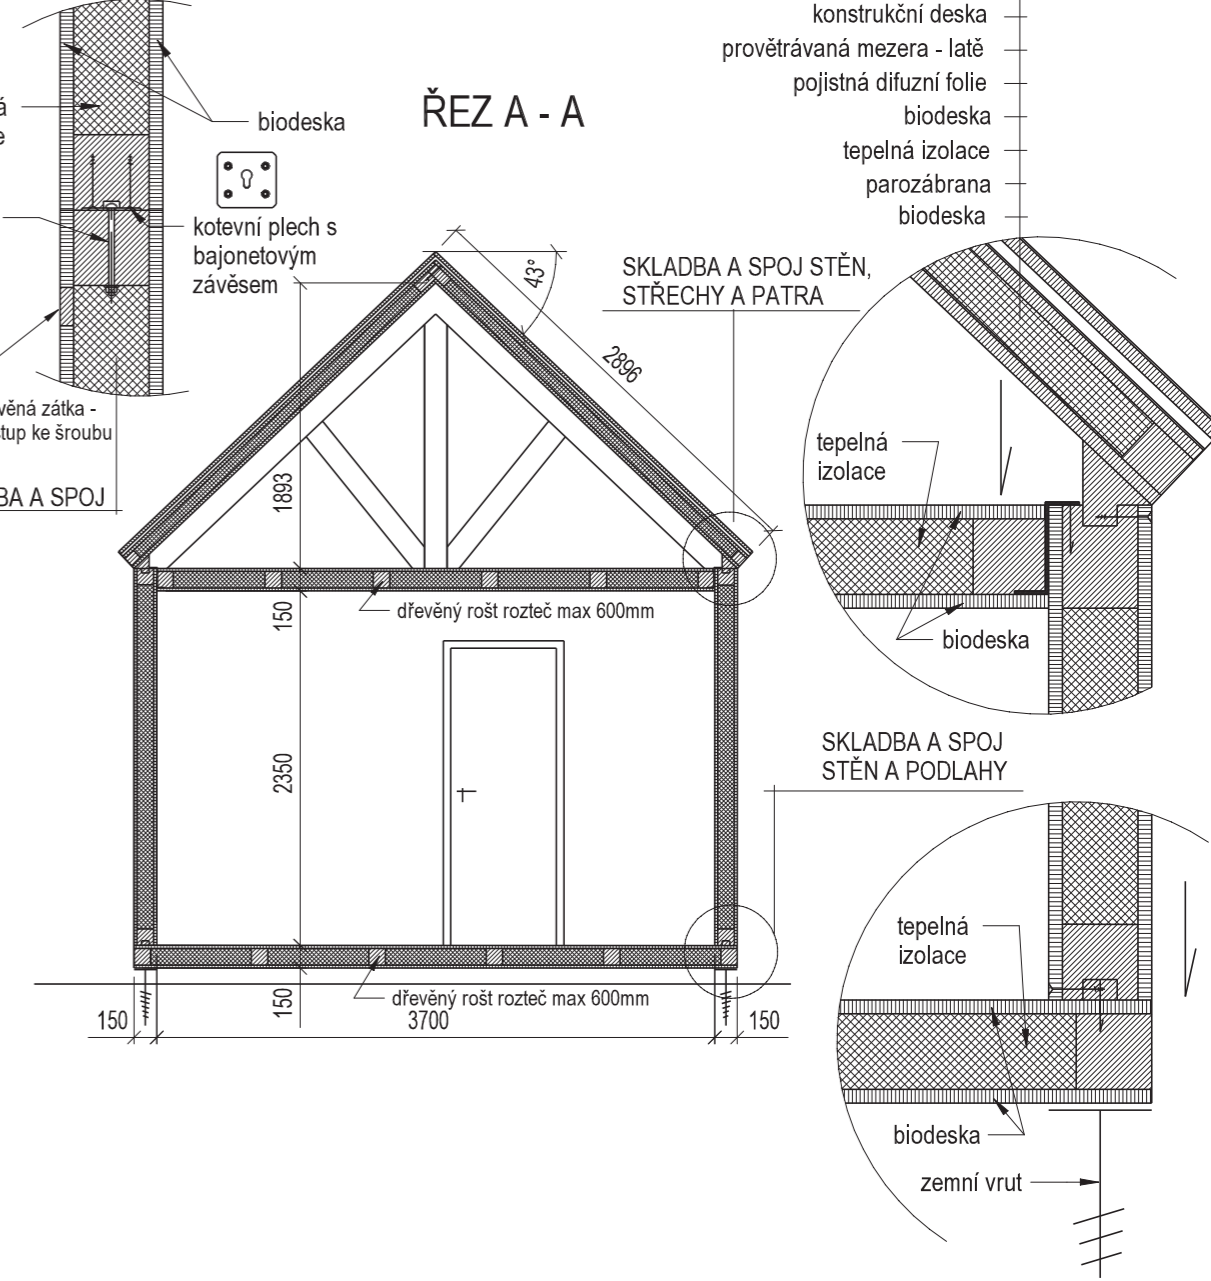 konstrukční deska
provětrávaná mezera - latě
pojistná difuzní folie
biodeska
tepelná izolace
parozábrana
biodeska
ŘEZ A - A
biodeska
kotevní plech s
bajonetovým
závěsem
věná zátka -
stup ke šroubu
BA A SPOJ
SKLADBA A SPOJ STĚN,
STŘECHY A PATRA
43°
2896
1893
150
dřevěný rošt rozteč max 600mm
2350
150
dřevěný rošt rozteč max 600mm
150
3700
150
tepelná
izolace
biodeska
SKLADBA A SPOJ
STĚN A PODLAHY
tepelná
izolace
biodeska
zemní vrut